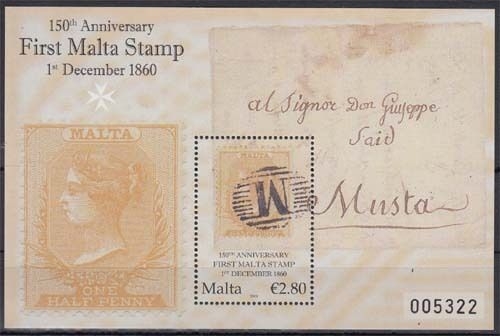 150th Anniversary
First Malta Stamp
1st December 1860
al Signor Don Giuseppe
Said
Musta
MALTA
ONE
HALF PENNY
MALTA
M
150TH ANNIVERSARY
FIRST MALTA STAMP
1ST DECEMBER 1860
Malta
€2.80
005322